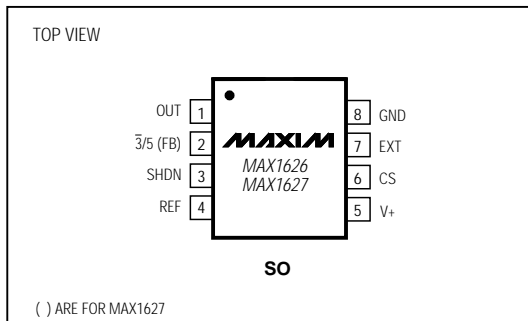 TOP VIEW
OUT 1
3̅/5 (FB) 2
SHDN 3
REF 4
MAXIM
MAX1626
MAX1627
8 GND
7 EXT
6 CS
5 V+
SO
( ) ARE FOR MAX1627